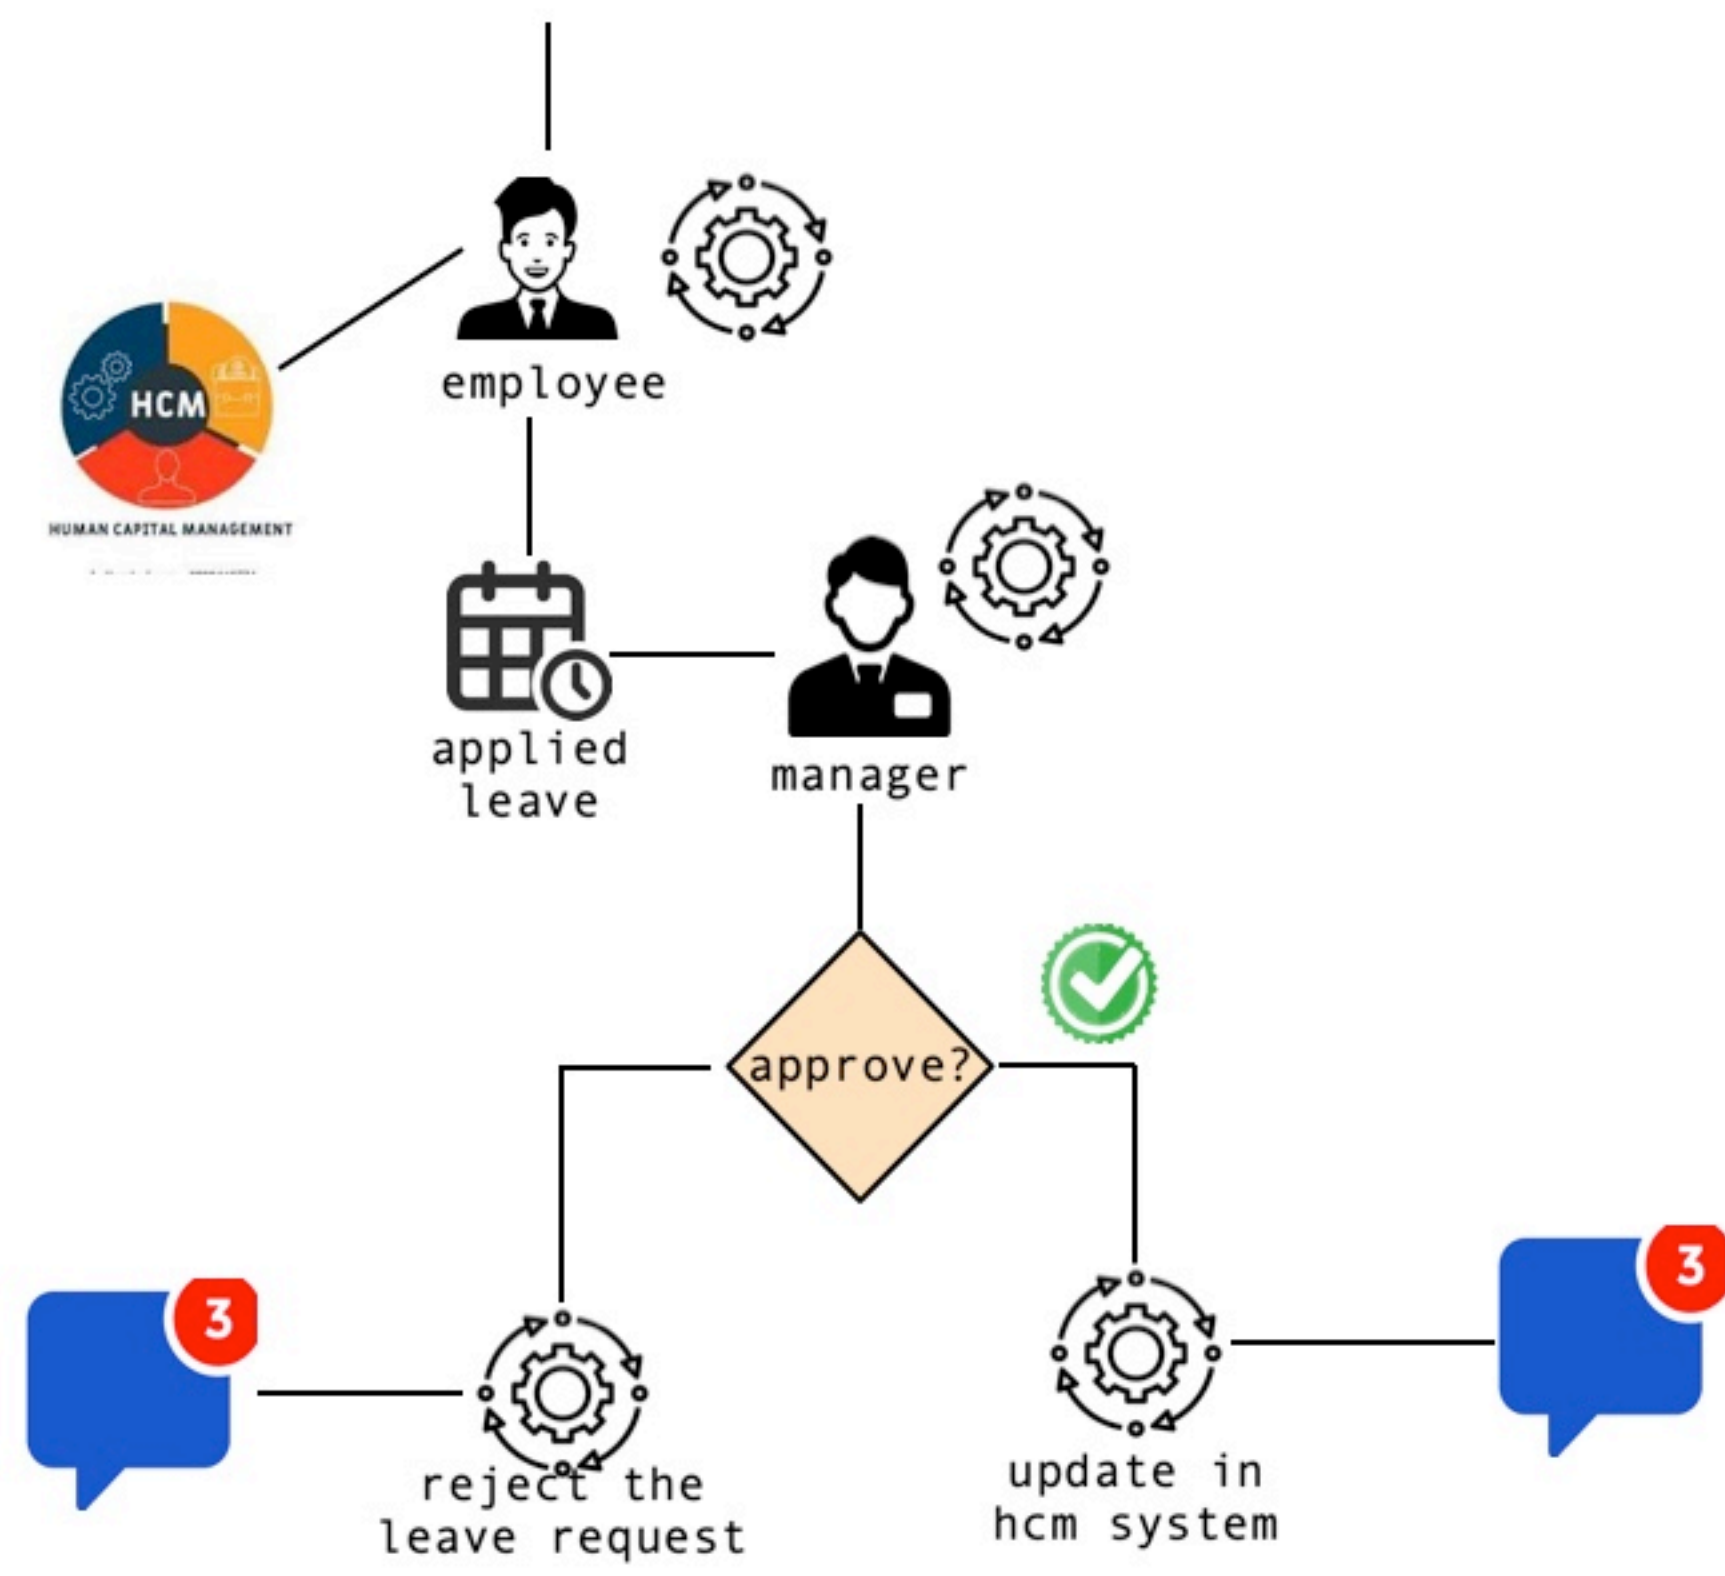 employee
HCM
HUMAN CAPITAL MANAGEMENT
applied
leave
manager
approve?
3
3
reject the
leave request
update in
hcm system